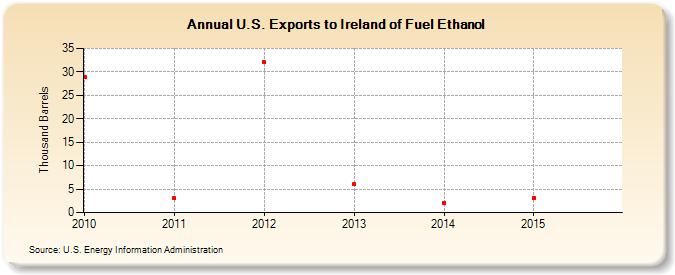 Annual U.S. Exports to Ireland of Fuel Ethanol
Thousand Barrels
35
30
25
20
15
10
5
0
2010 2011 2012 2013 2014 2015
Source: U.S. Energy Information Administration